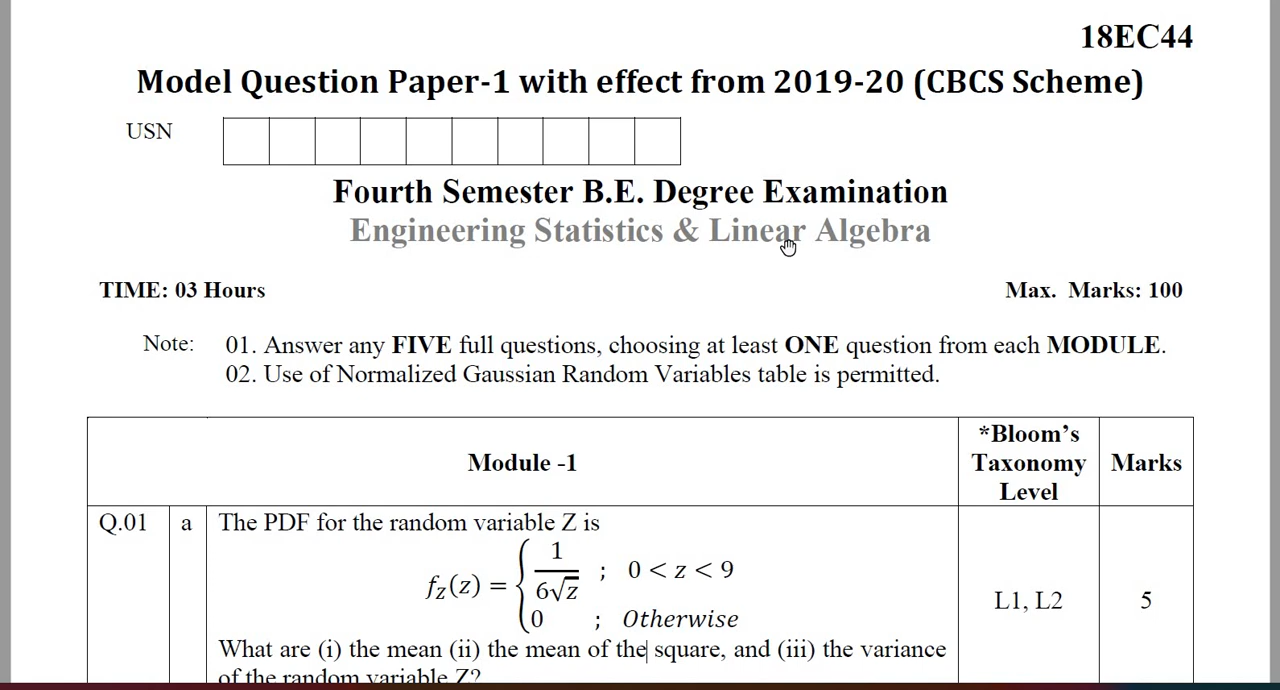 18EC44
Model Question Paper-1 with effect from 2019-20 (CBCS Scheme)
USN
Fourth Semester B.E. Degree Examination
Engineering Statistics & Linear Algebra
TIME: 03 Hours Max. Marks: 100
Note: 01. Answer any FIVE full questions, choosing at least ONE question from each MODULE.
02. Use of Normalized Gaussian Random Variables table is permitted.
Module -1
*Bloom's
Taxonomy
Level
Marks
Q.01 a The PDF for the random variable Z is
f_Z(z) = { 1/(6√z) ; 0 < z < 9
0 ; Otherwise
What are (i) the mean (ii) the mean of the square, and (iii) the variance
of the random variable Z?
L1, L2 5